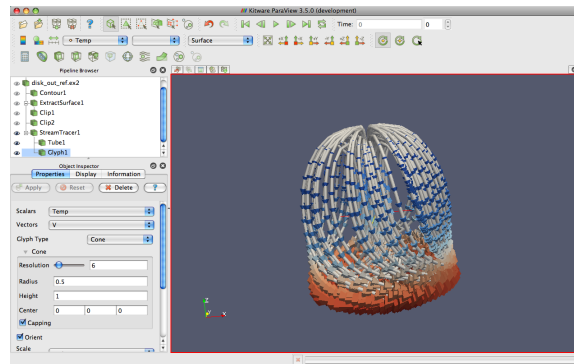 Kitware ParaView 3.5.0 (development)
Time: 0 0
Temp Surface
Pipeline Browser
disk_out_ref.ex2
Contour1
ExtractSurface1
Clip1
Clip2
StreamTracer1
Tube1
Glyph1
Object Inspector
Properties Display Information
Apply Reset Delete ?
Scalars Temp
Vectors V
Glyph Type Cone
Cone
Resolution 6
Radius 0.5
Height 1
Center 0 0 0
Capping
Orient
Scale
Z
Y X